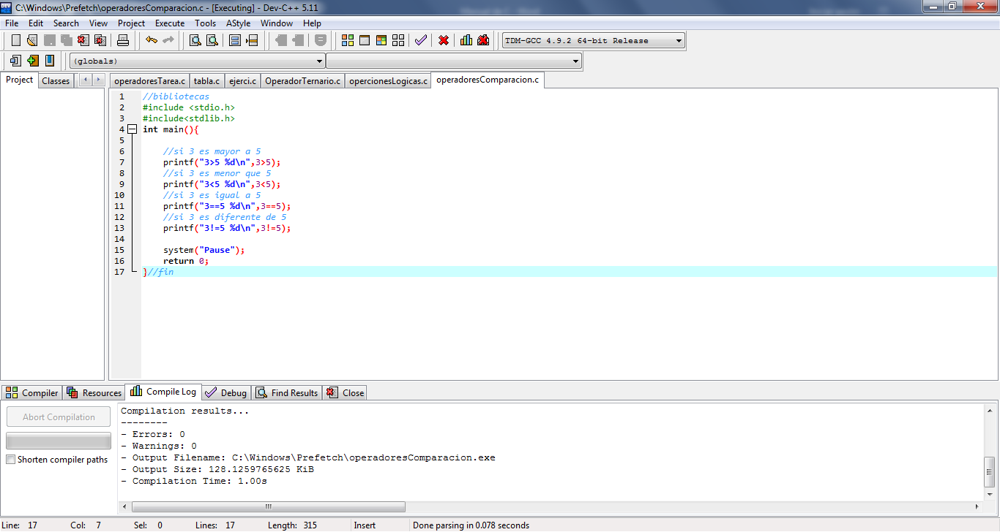 C:\Windows\Prefetch\operadoresComparacion.c - [Executing] - Dev-C++ 5.11
File Edit Search View Project Execute Tools AStyle Window Help
TDM-GCC 4.9.2 64-bit Release
(globals)
Project Classes operadoresTarea.c tabla.c ejerci.c OperadorTernario.c opercionesLogicas.c operadoresComparacion.c
1 //bibliotecas
2 #include <stdio.h>
3 #include<stdlib.h>
4 int main(){
5
6 //si 3 es mayor a 5
7 printf("3>5 %d\n",3>5);
8 //si 3 es menor que 5
9 printf("3<5 %d\n",3<5);
10 //si 3 es igual a 5
11 printf("3==5 %d\n",3==5);
12 //si 3 es diferente de 5
13 printf("3!=5 %d\n",3!=5);
14
15 system("Pause");
16 return 0;
17 }//fin
Compiler Resources Compile Log Debug Find Results Close
Abort Compilation
Shorten compiler paths
Compilation results...
--------
- Errors: 0
- Warnings: 0
- Output Filename: C:\Windows\Prefetch\operadoresComparacion.exe
- Output Size: 128.1259765625 KiB
- Compilation Time: 1.00s
Line: 17 Col: 7 Sel: 0 Lines: 17 Length: 315 Insert Done parsing in 0.078 seconds